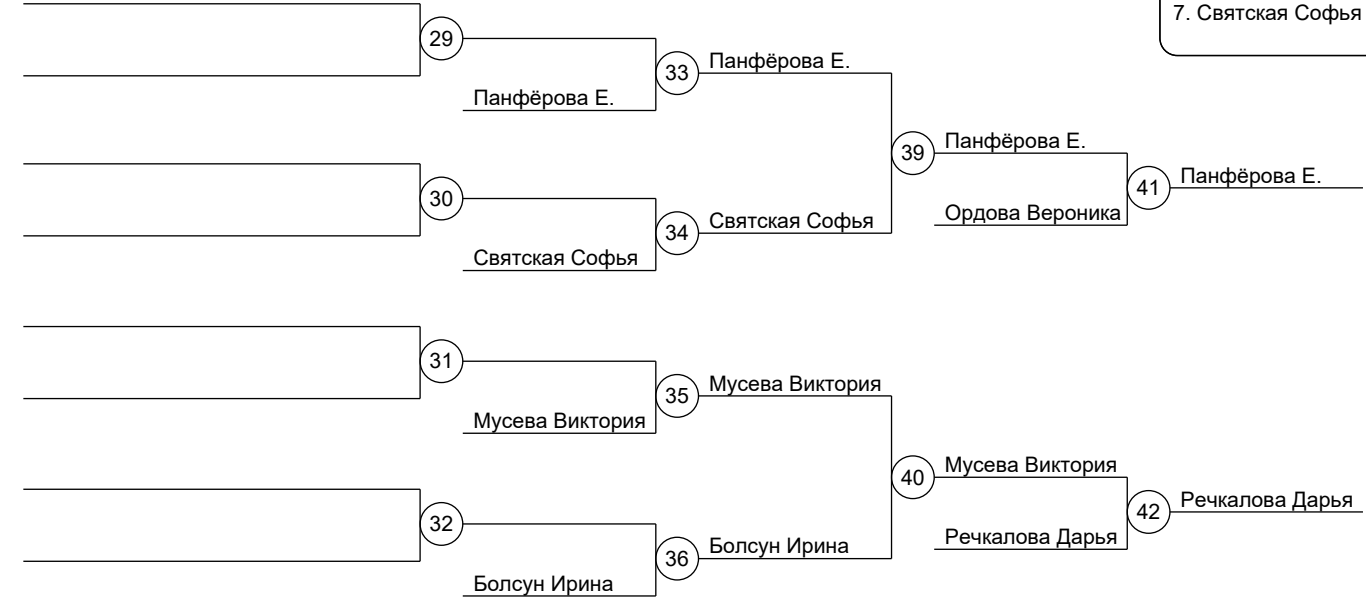 7. Святская Софья
29
33
Панфёрова Е.
Панфёрова Е.
39
Панфёрова Е.
41
Панфёрова Е.
30
34
Святская Софья
Ордова Вероника
Святская Софья
31
35
Мусева Виктория
Мусева Виктория
40
Мусева Виктория
42
Речкалова Дарья
32
36
Болсун Ирина
Речкалова Дарья
Болсун Ирина